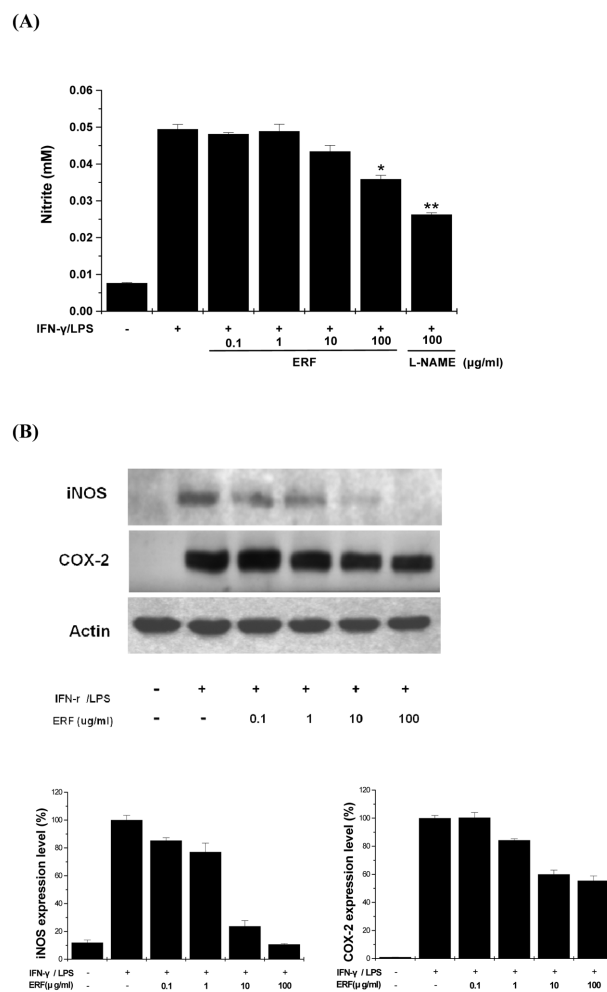 (A)
0.06
0.05
0.04
0.03
0.02
0.01
0.00
Nitrite (mM)
*
**
IFN-γ/LPS - + + + + + +
0.1 1 10 100 100
ERF L-NAME (μg/ml)
(B)
iNOS
COX-2
Actin
IFN-r /LPS - + + + + +
ERF (ug/ml) - - 0.1 1 10 100
120
100
80
60
40
20
0
iNOS expression level (%)
IFN-γ / LPS - + + + + +
ERF(μ g/ml) - - 0.1 1 10 100
120
100
80
60
40
20
0
COX-2 expression level (%)
IFN-γ / LPS - + + + + +
ERF(μ g/ml) - - 0.1 1 10 100